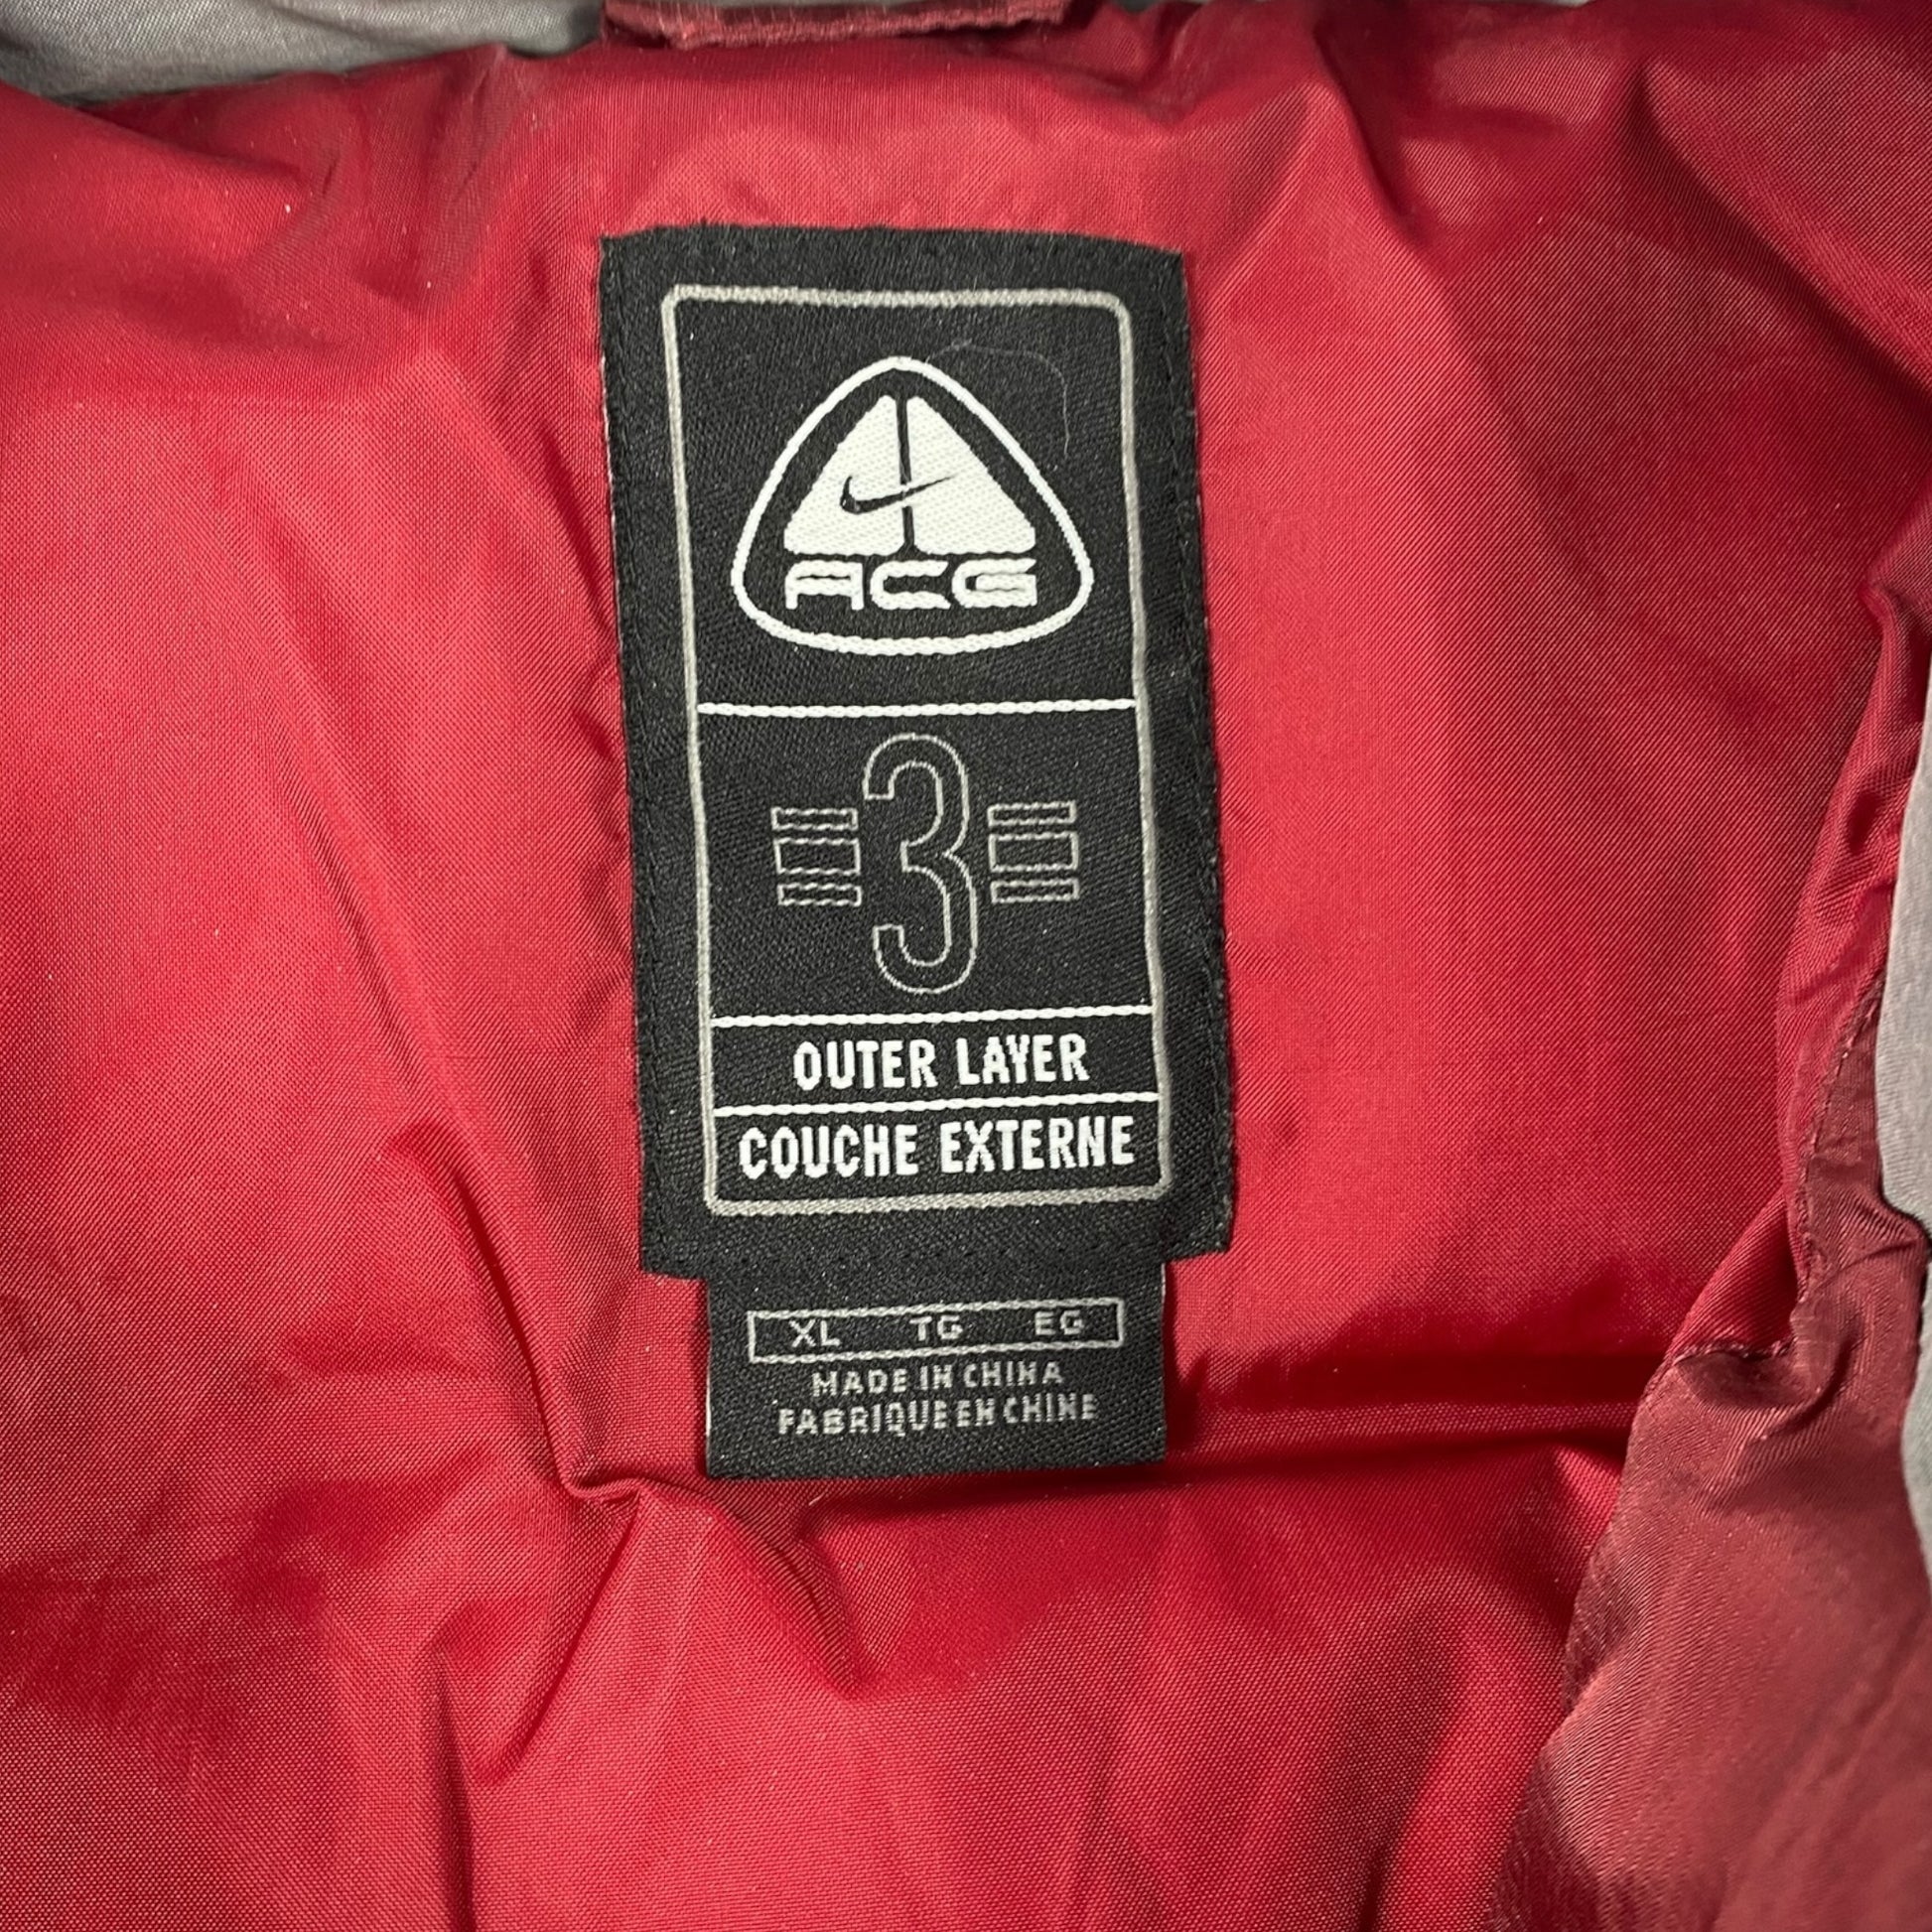 ACG
3
OUTER LAYER
COUCHE EXTERNE
XL TG EG
MADE IN CHINA
FABRIQUE EN CHINE